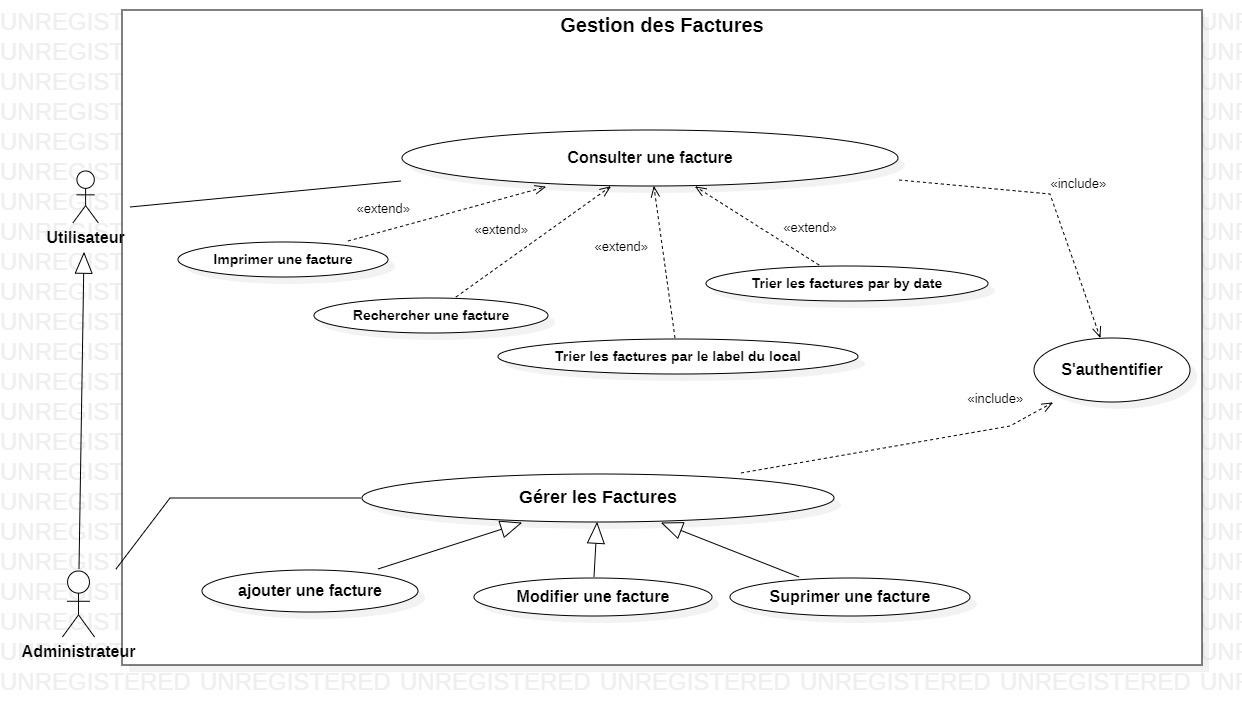 Gestion des Factures
Consulter une facture
«include»
«extend»
«extend»
«extend»
«extend»
Utilisateur
Imprimer une facture
Trier les factures par by date
Rechercher une facture
Trier les factures par le label du local
S'authentifier
«include»
Gérer les Factures
ajouter une facture
Modifier une facture
Suprimer une facture
Administrateur
UNREGISTERED UNREGISTERED UNREGISTERED UNREGISTERED UNREGISTERED UNREGISTERED